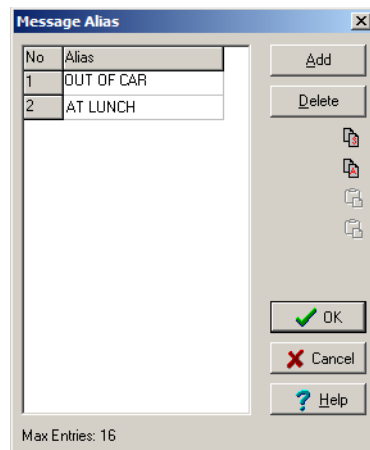 Message Alias
No Alias
1 OUT OF CAR
2 AT LUNCH
Add
Delete
S
A
OK
Cancel
? Help
Max Entries: 16